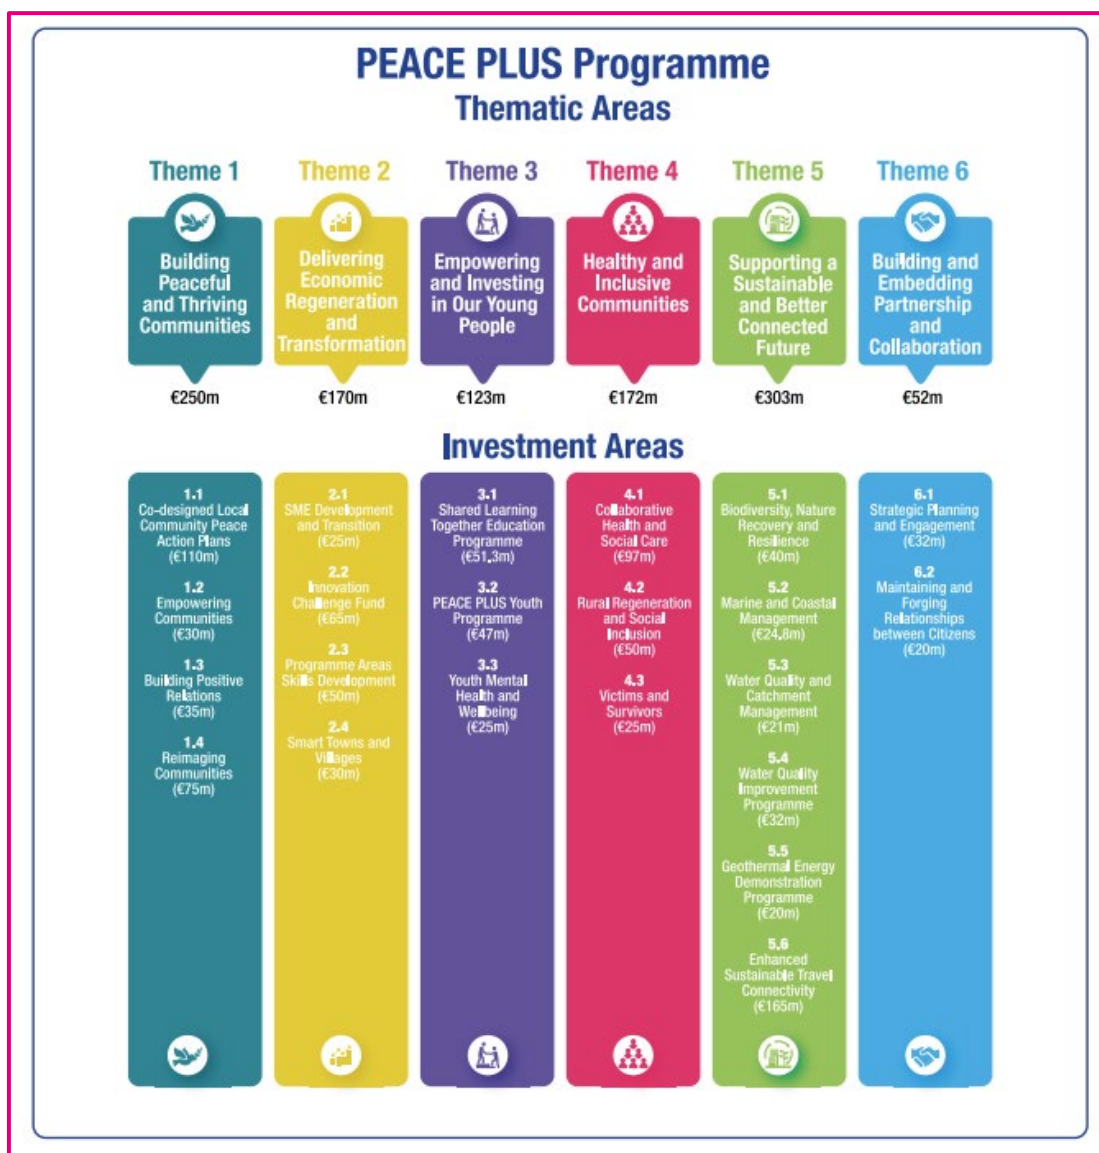 PEACE PLUS Programme
Thematic Areas
Theme 1
Building
Peaceful
and Thriving
Communities
€250m
Theme 2
Delivering
Economic
Regeneration
and
Transformation
€170m
Theme 3
Empowering
and Investing
in Our Young
People
€123m
Theme 4
Healthy and
Inclusive
Communities
€172m
Theme 5
Supporting a
Sustainable
and Better
Connected
Future
€303m
Theme 6
Building and
Embedding
Partnership
and
Collaboration
€52m
Investment Areas
1.1
Co-designed Local
Community Peace
Action Plans
(€110m)
1.2
Empowering
Communities
(€30m)
1.3
Building Positive
Relations
(€35m)
1.4
Reimaging
Communities
(€75m)
2.1
SME Development
and Transition
(€25m)
2.2
Innovation
Challenge Fund
(€65m)
2.3
Programme Areas
Skills Development
(€50m)
2.4
Smart Towns and
Villages
(€30m)
3.1
Shared Learning
Together Education
Programme
(€51.3m)
3.2
PEACE PLUS Youth
Programme
(€47m)
3.3
Youth Mental
Health and
Wellbeing
(€25m)
4.1
Collaborative
Health and
Social Care
(€97m)
4.2
Rural Regeneration
and Social
Inclusion
(€50m)
4.3
Victims and
Survivors
(€25m)
5.1
Biodiversity, Nature
Recovery and
Resilience
(€40m)
5.2
Marine and Coastal
Management
(€24.8m)
5.3
Water Quality and
Catchment
Management
(€21m)
5.4
Water Quality
Improvement
Programme
(€32m)
5.5
Geothermal Energy
Demonstration
Programme
(€20m)
5.6
Enhanced
Sustainable Travel
Connectivity
(€165m)
6.1
Strategic Planning
and Engagement
(€32m)
6.2
Maintaining and
Forging
Relationships
between Citizens
(€20m)